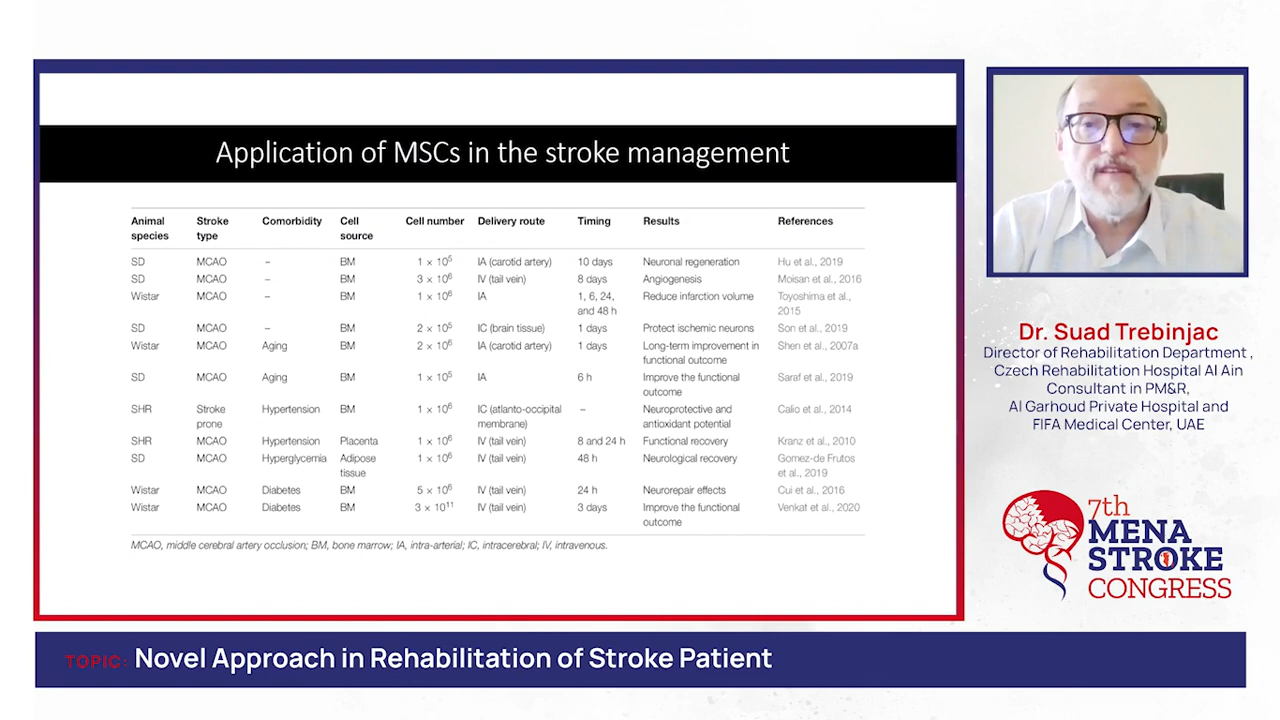 Application of MSCs in the stroke management
Animal species Stroke type Comorbidity Cell source Cell number Delivery route Timing Results References
SD MCAO – BM 1 × 10⁵ IA (carotid artery) 10 days Neuronal regeneration Hu et al., 2019
SD MCAO – BM 3 × 10⁶ IV (tail vein) 8 days Angiogenesis Moisan et al., 2016
Wistar MCAO – BM 1 × 10⁶ IA 1, 6, 24, and 48 h Reduce infarction volume Toyoshima et al., 2015
SD MCAO – BM 2 × 10⁵ IC (brain tissue) 1 days Protect ischemic neurons Son et al., 2019
Wistar MCAO Aging BM 2 × 10⁶ IA (carotid artery) 1 days Long-term improvement in functional outcome Shen et al., 2007a
SD MCAO Aging BM 1 × 10⁵ IA 6 h Improve the functional outcome Saraf et al., 2019
SHR Stroke prone Hypertension BM 1 × 10⁶ IC (atlanto-occipital membrane) – Neuroprotective and antioxidant potential Calio et al., 2014
SHR MCAO Hypertension Placenta 1 × 10⁶ IV (tail vein) 8 and 24 h Functional recovery Kranz et al., 2010
SD MCAO Hyperglycemia Adipose tissue 1 × 10⁶ IV (tail vein) 48 h Neurological recovery Gomez-de Frutos et al., 2019
Wistar MCAO Diabetes BM 5 × 10⁶ IV (tail vein) 24 h Neurorepair effects Cui et al., 2016
Wistar MCAO Diabetes BM 3 × 10¹¹ IV (tail vein) 3 days Improve the functional outcome Venkat et al., 2020
MCAO, middle cerebral artery occlusion; BM, bone marrow; IA, intra-arterial; IC, intracerebral; IV, intravenous.
Dr. Suad Trebinjac
Director of Rehabilitation Department ,
Czech Rehabilitation Hospital Al Ain
Consultant in PM&R,
Al Garhoud Private Hospital and
FIFA Medical Center, UAE
7th
MENA
STROKE
CONGRESS
TOPIC: Novel Approach in Rehabilitation of Stroke Patient